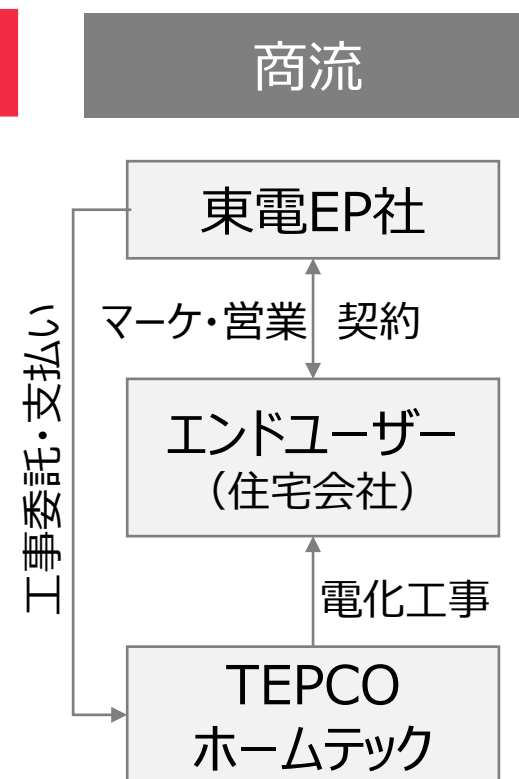 商流
東電EP社
マーケ・営業 契約
工事委託・支払い
エンドユーザー
（住宅会社）
電化工事
TEPCO
ホームテック